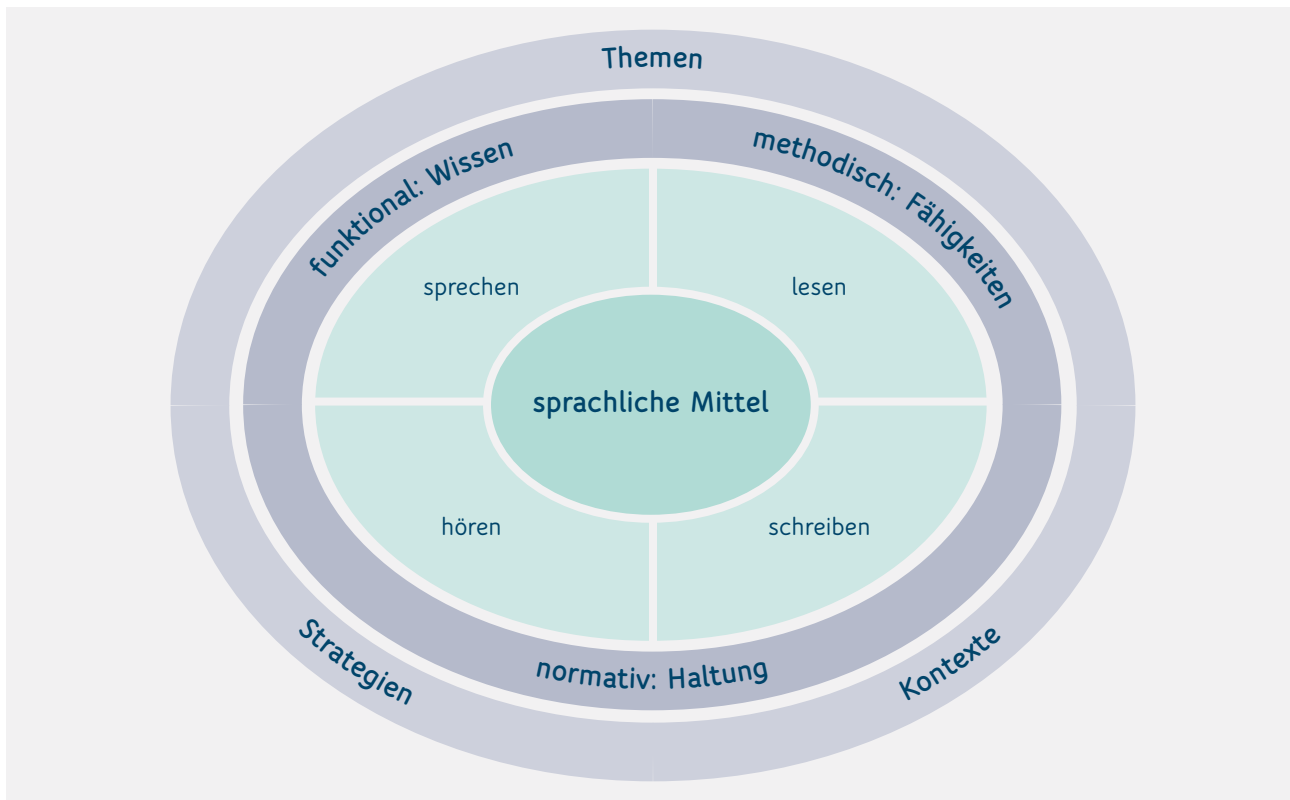 Themen
funktional: Wissen
methodisch: Fähigkeiten
sprechen
lesen
sprachliche Mittel
hören
schreiben
Strategien
normativ: Haltung
Kontexte